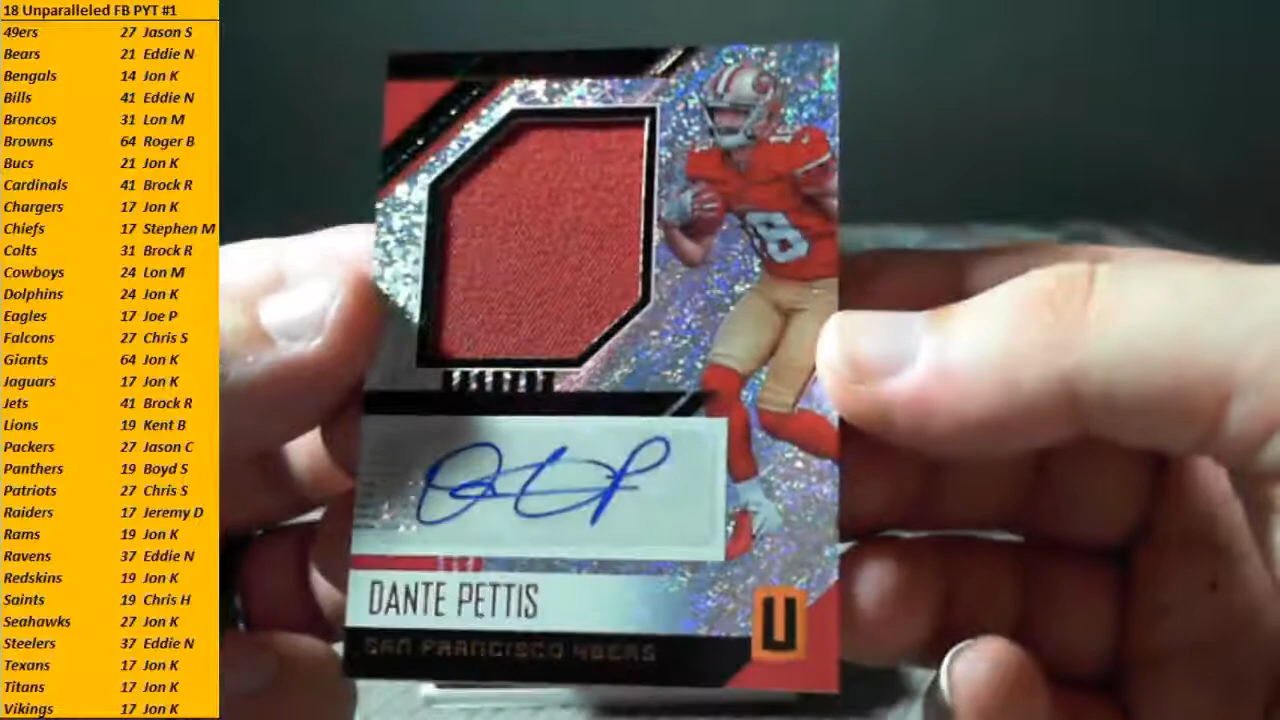 18 Unparalleled FB PYT #1
49ers 27 Jason S
Bears 21 Eddie N
Bengals 14 Jon K
Bills 41 Eddie N
Broncos 31 Lon M
Browns 64 Roger B
Bucs 21 Jon K
Cardinals 41 Brock R
Chargers 17 Jon K
Chiefs 17 Stephen M
Colts 31 Brock R
Cowboys 24 Lon M
Dolphins 24 Jon K
Eagles 17 Joe P
Falcons 27 Chris S
Giants 64 Jon K
Jaguars 17 Jon K
Jets 41 Brock R
Lions 19 Kent B
Packers 27 Jason C
Panthers 19 Boyd S
Patriots 27 Chris S
Raiders 17 Jeremy D
Rams 19 Jon K
Ravens 37 Eddie N
Redskins 19 Jon K
Saints 19 Chris H
Seahawks 27 Jon K
Steelers 37 Eddie N
Texans 17 Jon K
Titans 17 Jon K
Vikings 17 Jon K
18
DANTE PETTIS
SAN FRANCISCO 49ERS
U